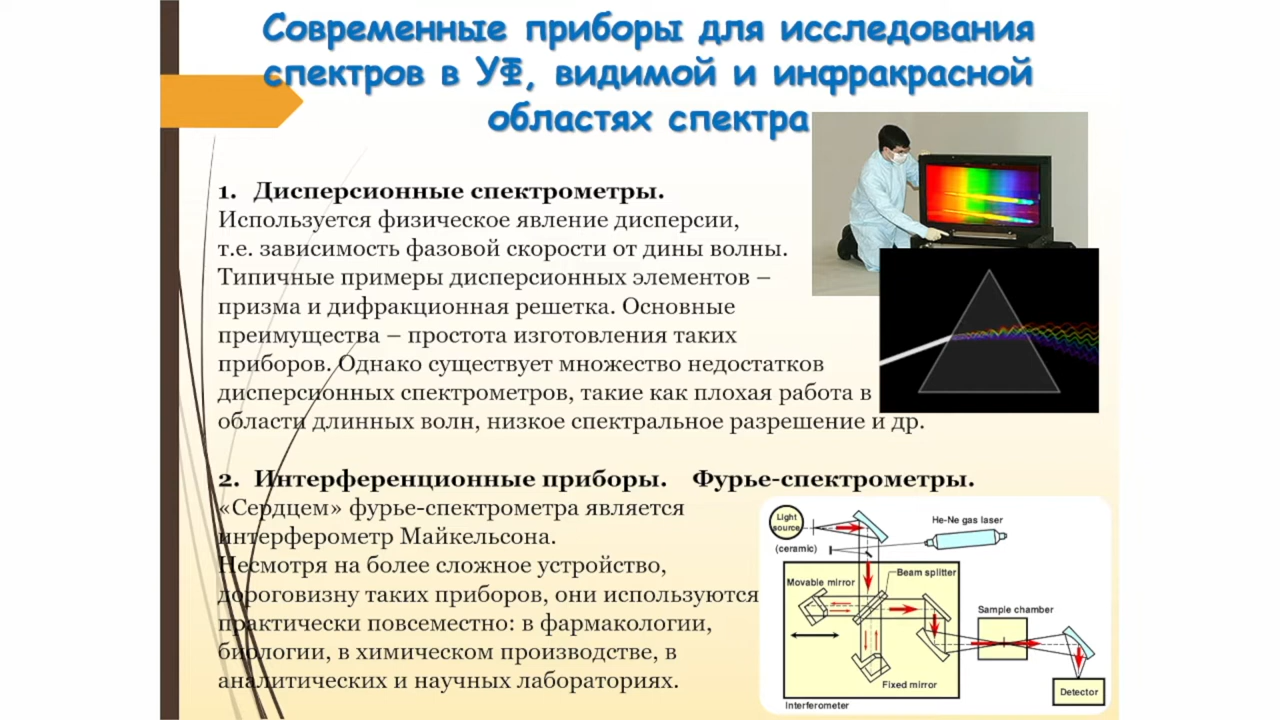 Современные приборы для исследования
спектров в УФ, видимой и инфракрасной
областях спектра
1. Дисперсионные спектрометры.
Используется физическое явление дисперсии,
т.е. зависимость фазовой скорости от дины волны.
Типичные примеры дисперсионных элементов –
призма и дифракционная решетка. Основные
преимущества – простота изготовления таких
приборов. Однако существует множество недостатков
дисперсионных спектрометров, такие как плохая работа в
области длинных волн, низкое спектральное разрешение и др.
2. Интерференционные приборы. Фурье-спектрометры.
«Сердцем» фурье-спектрометра является
интерферометр Майкельсона.
Несмотря на более сложное устройство,
дороговизну таких приборов, они используются
практически повсеместно: в фармакологии,
биологии, в химическом производстве, в
аналитических и научных лабораториях.
Light
source
(ceramic)
He-Ne gas laser
Movable mirror
Beam splitter
Sample chamber
Fixed mirror
Detector
Interferometer